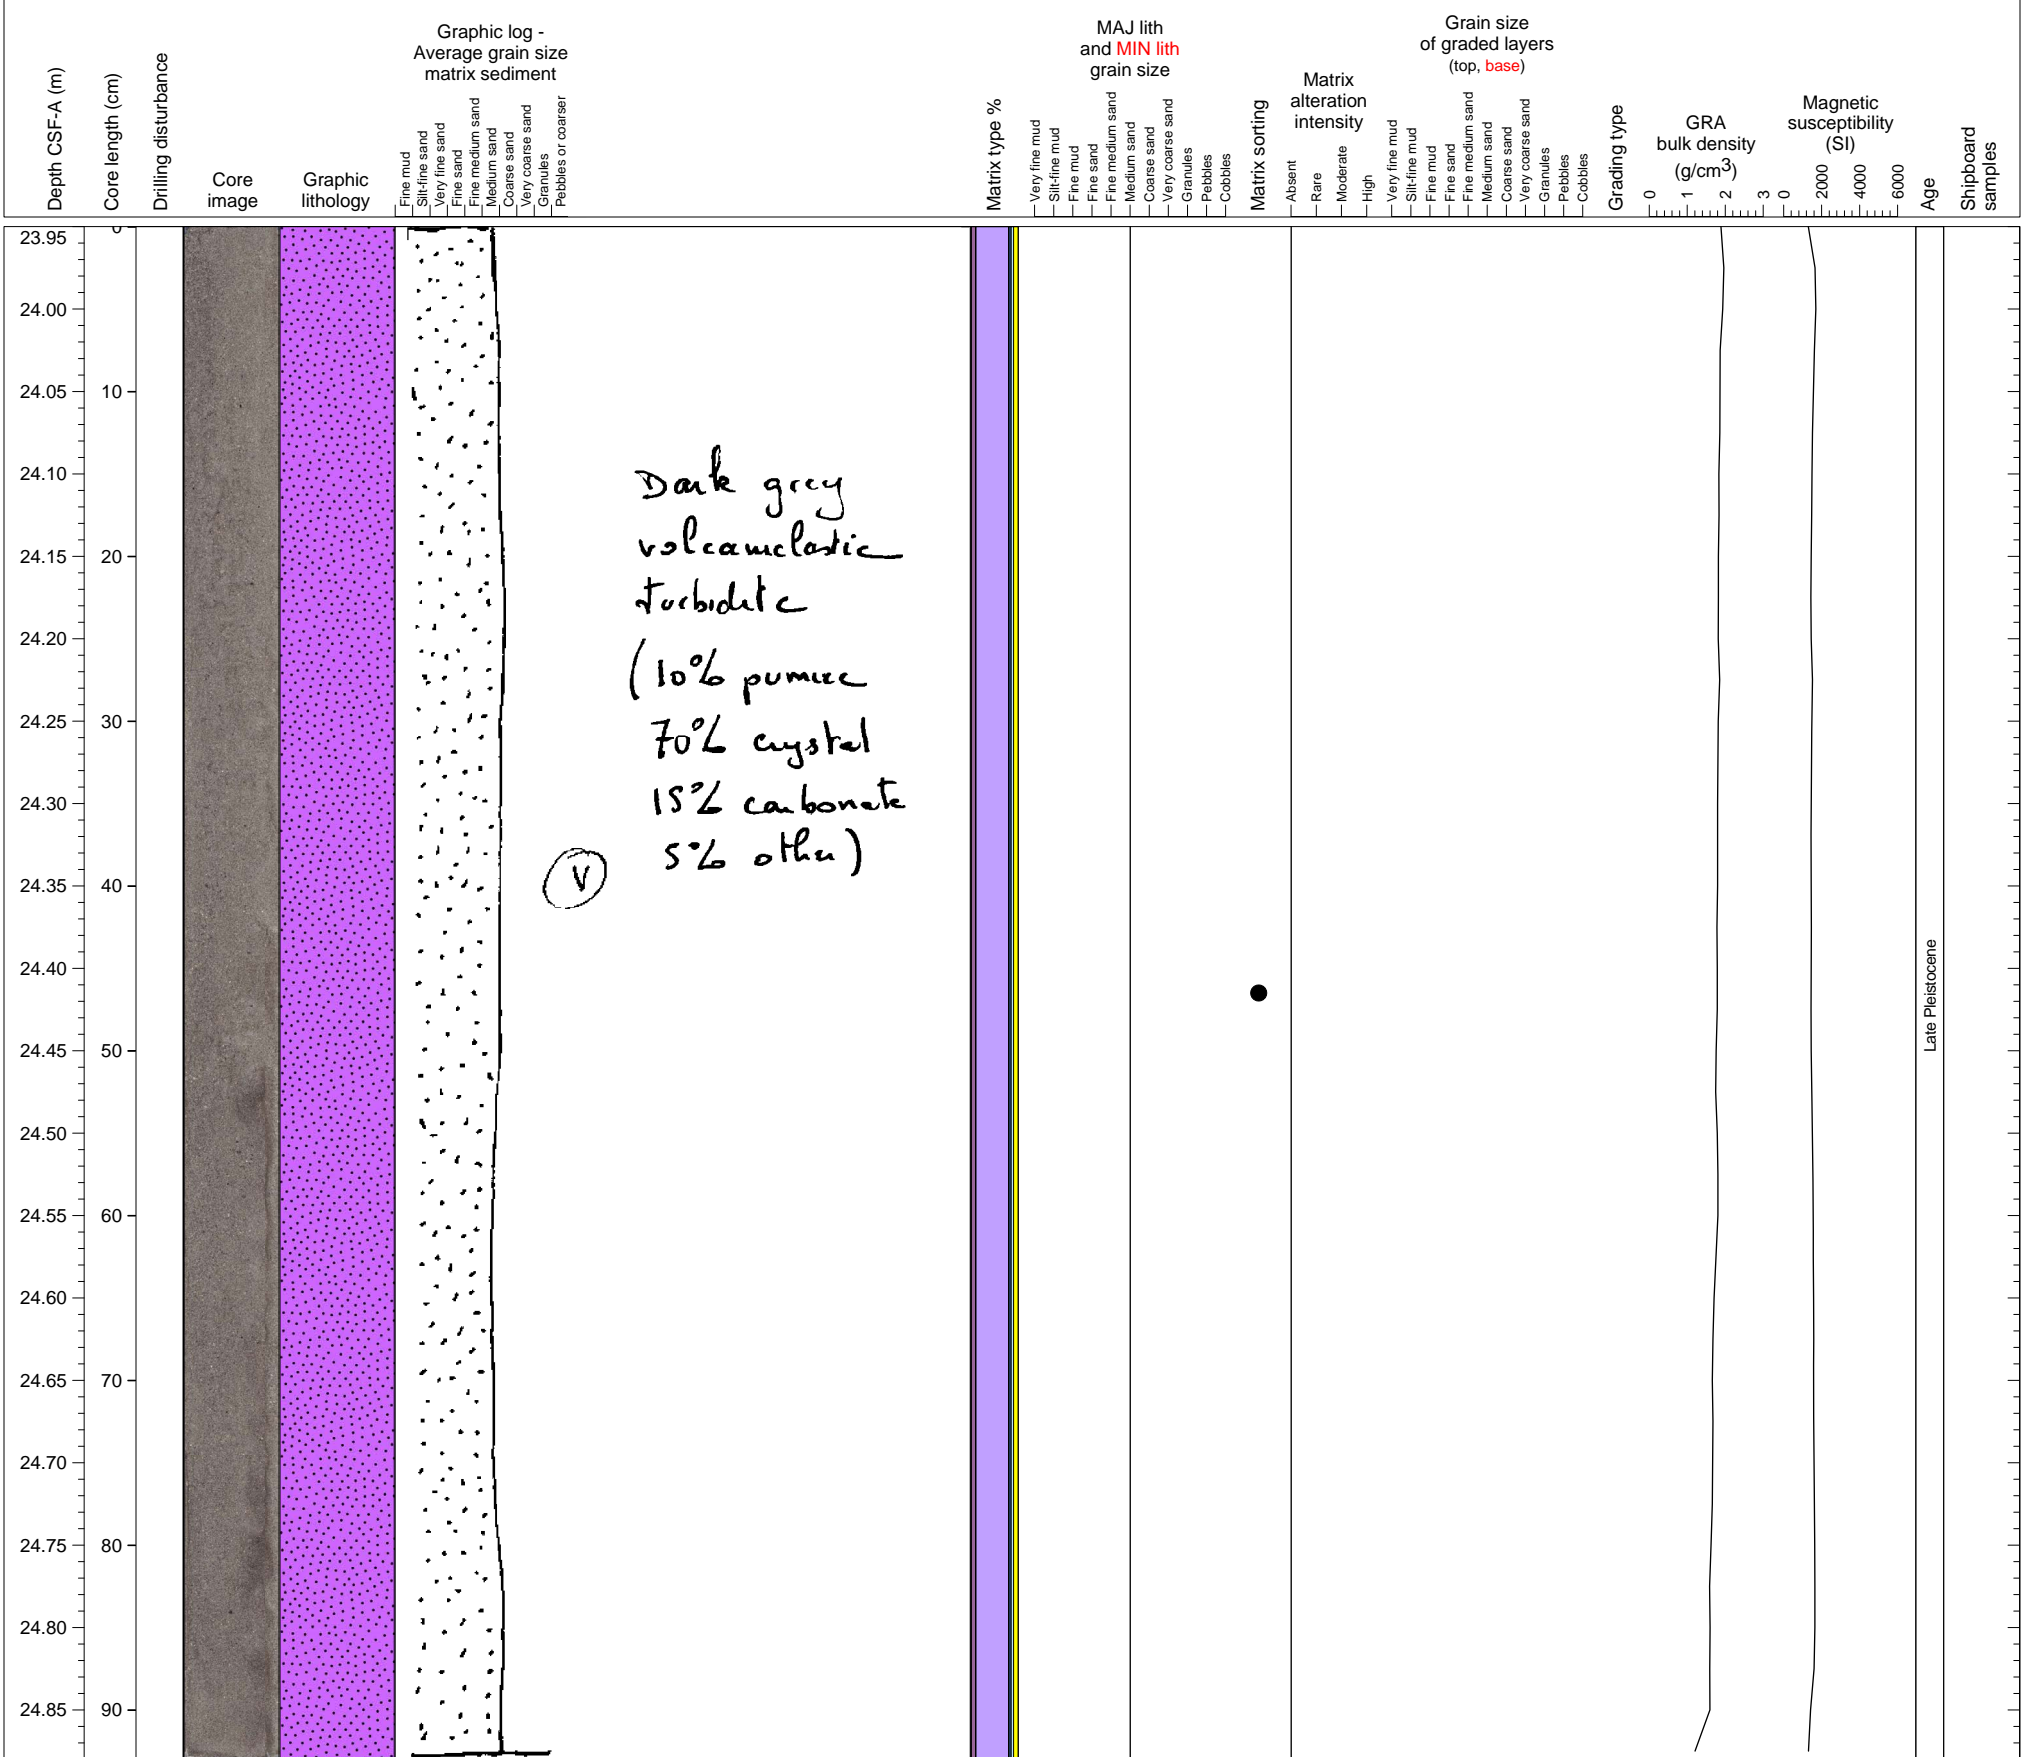 Graphic log -
Average grain size
matrix sediment
MAJ lith
and MIN lith
grain size
Grain size
of graded layers
(top, base)
Matrix
alteration
intensity
GRA
bulk density
(g/cm3)
Magnetic
susceptibility
(SI)
Depth CSF-A (m)
Core length (cm)
Drilling disturbance
Core
image
Graphic
lithology
Fine mud
Silt-fine sand
Very fine sand
Fine sand
Fine medium sand
Medium sand
Coarse sand
Very coarse sand
Granules
Pebbles or coarser
Matrix type %
Very fine mud
Silt-fine mud
Fine mud
Fine sand
Fine medium sand
Medium sand
Coarse sand
Very coarse sand
Granules
Pebbles
Cobbles
Matrix sorting
Absent
Rare
Moderate
High
Very fine mud
Silt-fine mud
Fine mud
Fine sand
Fine medium sand
Medium sand
Coarse sand
Very coarse sand
Granules
Pebbles
Cobbles
Grading type
0 1 2 3
0 2000 4000 6000
Age
Shipboard
samples
23.95 0
24.00
24.05 10
24.10
24.15 20
24.20
24.25 30
24.30
24.35 40
24.40
24.45 50
24.50
24.55 60
24.60
24.65 70
24.70
24.75 80
24.80
24.85 90
Dark grey
volcaniclastic
turbidite
(10% pumice
70% crystal
15% carbonate
5% other)
V
Late Pleistocene